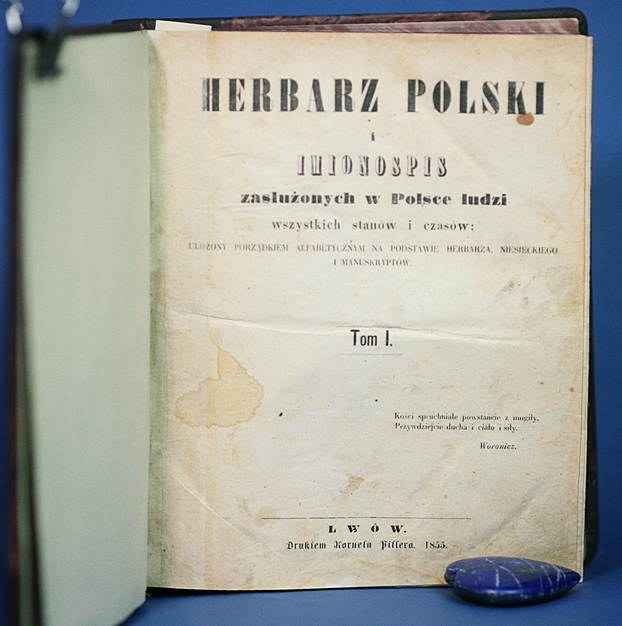 HERBARZ POLSKI
i
IMIONOSPIS
zasłużonych w Polsce ludzi
wszystkich stanów i czasów:
UŁOŻONY PORZĄDKIEM ALFABETYCZNYM NA PODSTAWIE HERBARZA, NIESIECKIEGO
I MANUSKRYPTÓW.
Tom I.
Kości spruchniałe powstańcie z mogiły,
Przywdziejcie ducha i ciało i siły.
Woronicz.
LWÓW.
Drukiem Kornela Pillera. 1855.